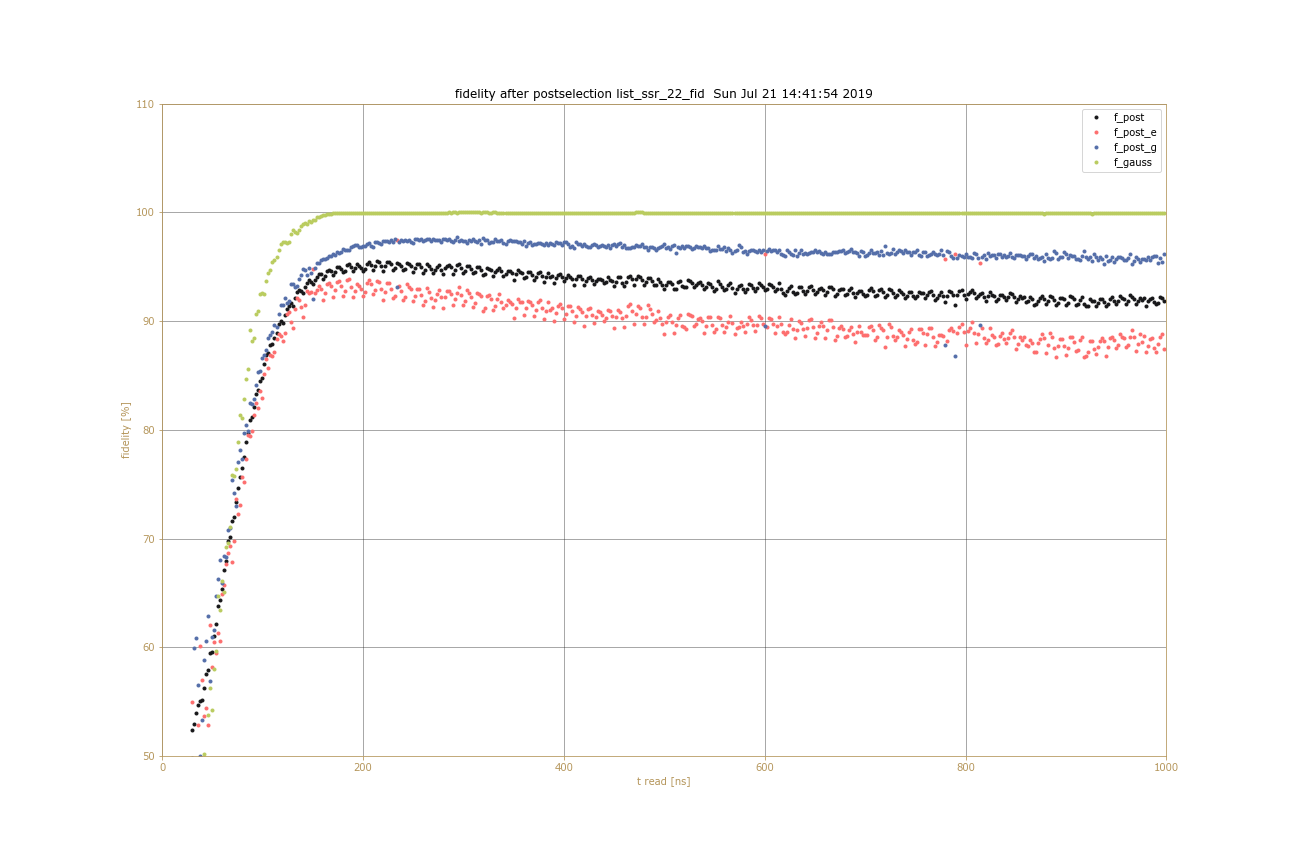 fidelity after postselection list_ssr_22_fid  Sun Jul 21 14:41:54 2019
110
100
90
80
70
60
50
fidelity [%]
f_post
f_post_e
f_post_g
f_gauss
0
200
400
600
800
1000
t read [ns]